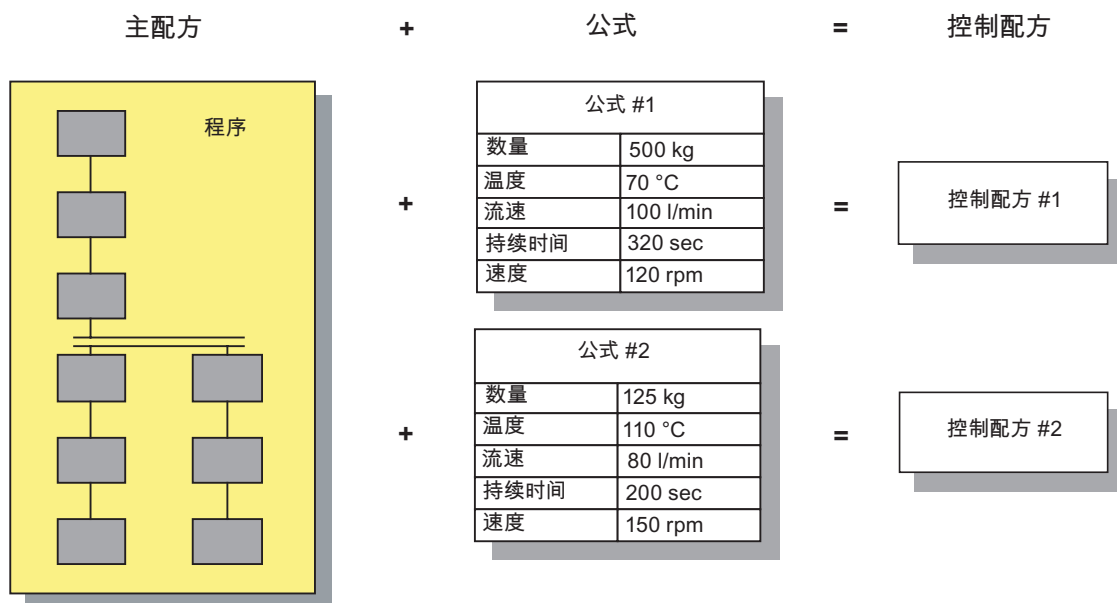 主配方 + 公式 = 控制配方
程序
公式 #1
数量 500 kg
温度 70 °C
流速 100 l/min
持续时间 320 sec
速度 120 rpm
+ = 控制配方 #1
公式 #2
数量 125 kg
温度 110 °C
流速 80 l/min
持续时间 200 sec
速度 150 rpm
+ = 控制配方 #2